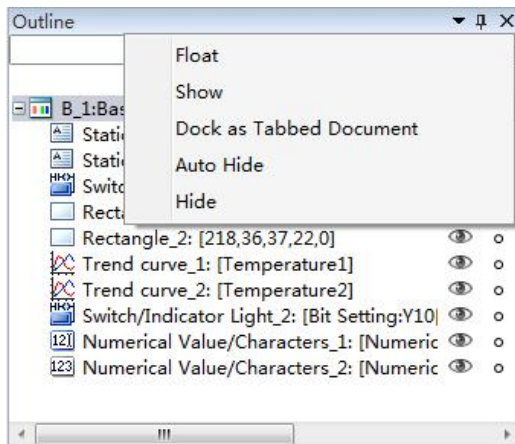 Outline
Float
Show
Dock as Tabbed Document
Auto Hide
Hide
B_1:Bas
Stati
Stati
Switc
Recta
Rectangle_2: [218,36,37,22,0]
Trend curve_1: [Temperature1]
Trend curve_2: [Temperature2]
Switch/Indicator Light_2: [Bit Setting:Y10
Numerical Value/Characters_1: [Numeric
Numerical Value/Characters_2: [Numeric